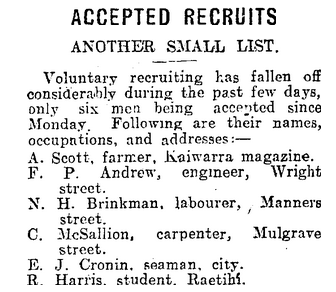 ACCEPTED RECRUITS
ANOTHER SMALL LIST.
Voluntary recruiting has fallen off
considerably during the past few days,
only six men being accepted since
Monday. Following are their names,
occupations, and addresses:—
A. Scott, farmer, Kaiwarra magazine.
F. P. Andrew, engineer, Wright
street.
N. H. Brinkman, labourer, Manners
street.
C. McSallion, carpenter, Mulgrave
street.
E. J. Cronin, seaman, city.
R. Harris, student, Raetihi.